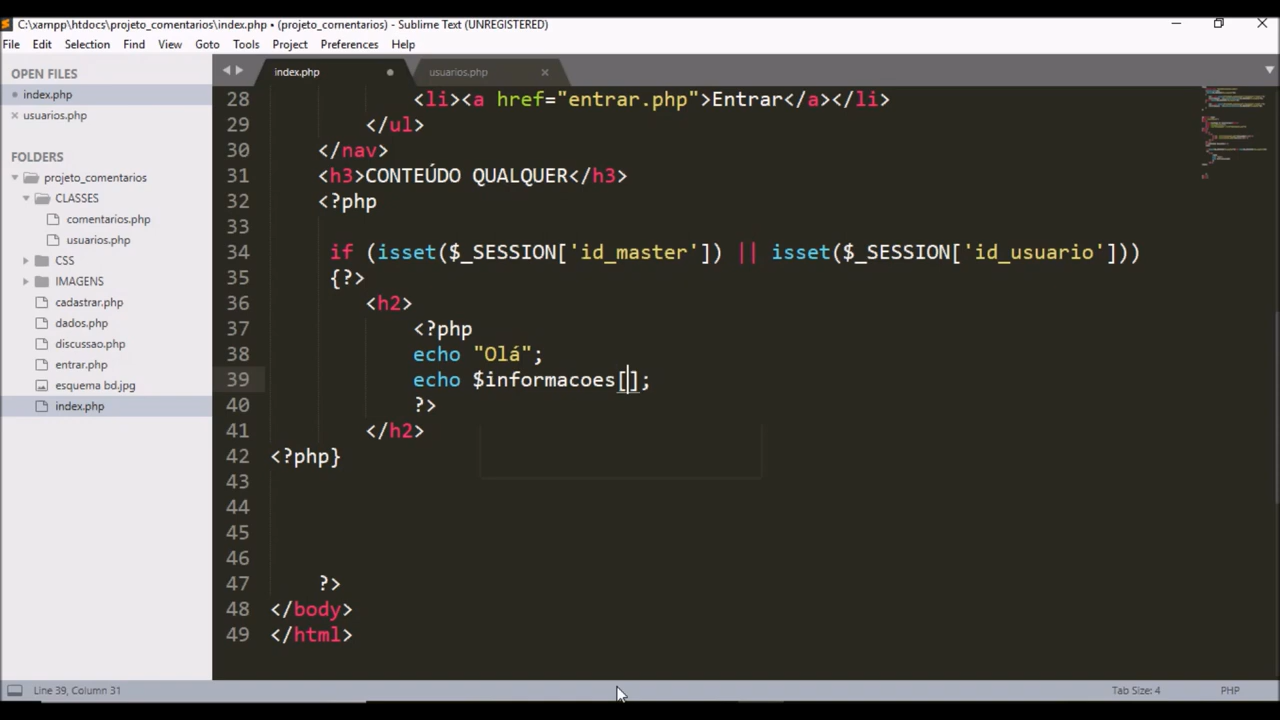 C:\xampp\htdocs\projeto_comentarios\index.php • (projeto_comentarios) - Sublime Text (UNREGISTERED)
File Edit Selection Find View Goto Tools Project Preferences Help
OPEN FILES
index.php
usuarios.php
FOLDERS
projeto_comentarios
CLASSES
comentarios.php
usuarios.php
CSS
IMAGENS
cadastrar.php
dados.php
discussao.php
entrar.php
esquema bd.jpg
index.php
index.php usuarios.php
28 <li><a href="entrar.php">Entrar</a></li>
29 </ul>
30 </nav>
31 <h3>CONTEÚDO QUALQUER</h3>
32 <?php
33
34 if (isset($_SESSION['id_master']) || isset($_SESSION['id_usuario']))
35 {?>
36 <h2>
37 <?php
38 echo "Olá";
39 echo $informacoes[];
40 ?>
41 </h2>
42 <?php}
43
44
45
46
47 ?>
48 </body>
49 </html>
Line 39, Column 31 Tab Size: 4 PHP